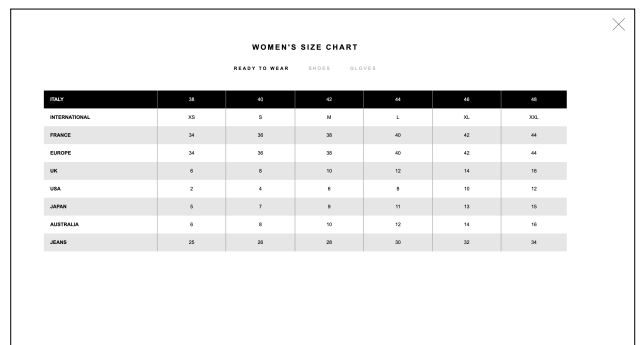 WOMEN'S SIZE CHART
READY TO WEAR SHOES GLOVES
ITALY 38 40 42 44 46 48
INTERNATIONAL XS S M L XL XXL
FRANCE 34 36 38 40 42 44
EUROPE 34 36 38 40 42 44
UK 6 8 10 12 14 16
USA 2 4 6 8 10 12
JAPAN 5 7 9 11 13 15
AUSTRALIA 6 8 10 12 14 16
JEANS 25 26 28 30 32 34